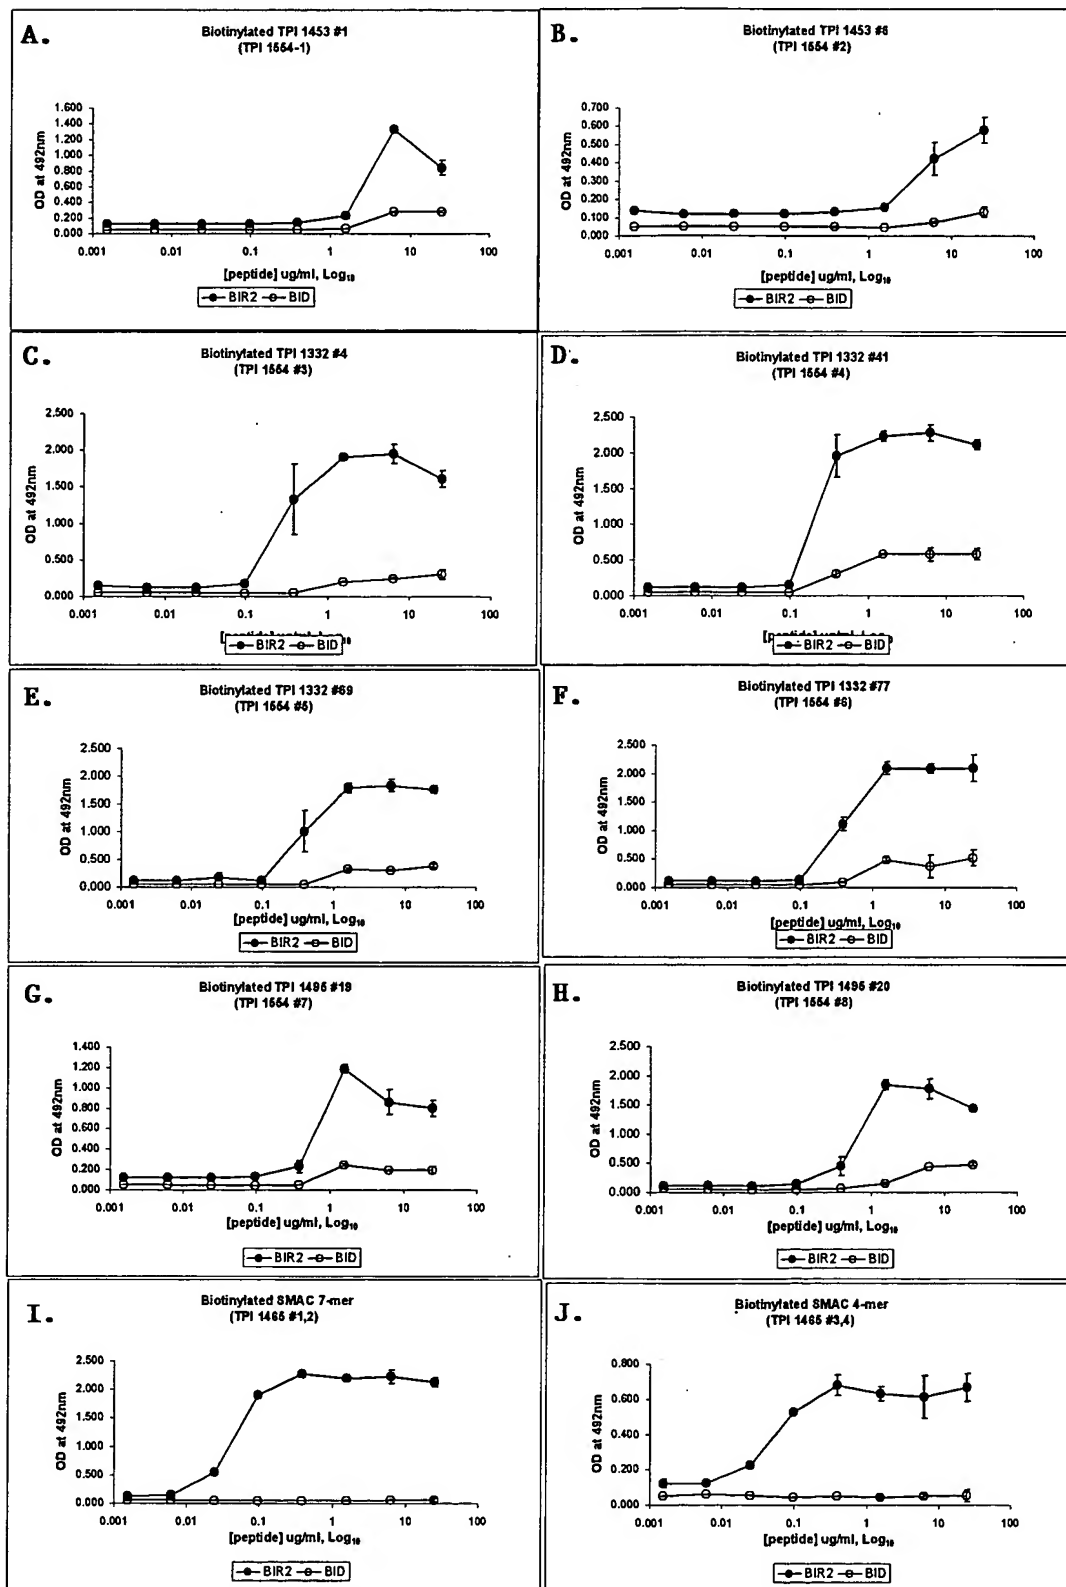 A.
Biotinylated TPI 1453 #1
(TPI 1554-1)
OD at 492nm
1.600
1.400
1.200
1.000
0.800
0.600
0.400
0.200
0.000
0.001 0.01 0.1 1 10 100
[peptide] ug/ml, Log10
BIR2 BID
B.
Biotinylated TPI 1453 #6
(TPI 1554 #2)
OD at 492nm
0.700
0.600
0.500
0.400
0.300
0.200
0.100
0.000
0.001 0.01 0.1 1 10 100
[peptide] ug/ml, Log10
BIR2 BID
C.
Biotinylated TPI 1332 #4
(TPI 1554 #3)
OD at 492nm
2.500
2.000
1.500
1.000
0.500
0.000
0.001 0.01 0.1 1 10 100
BIR2 BID
D.
Biotinylated TPI 1332 #41
(TPI 1554 #4)
OD at 492nm
2.500
2.000
1.500
1.000
0.500
0.000
0.001 0.01 0.1 1 10 100
[peptide] ug/ml, Log
BIR2 BID
E.
Biotinylated TPI 1332 #69
(TPI 1554 #5)
OD at 492nm
2.500
2.000
1.500
1.000
0.500
0.000
0.001 0.01 0.1 1 10 100
[peptide] ug/ml, Log10
BIR2 BID
F.
Biotinylated TPI 1332 #77
(TPI 1554 #6)
OD at 492nm
2.500
2.000
1.500
1.000
0.500
0.000
0.001 0.01 0.1 1 10 100
[peptide] ug/ml, Log10
BIR2 BID
G.
Biotinylated TPI 1495 #19
(TPI 1554 #7)
OD at 492nm
1.400
1.200
1.000
0.800
0.600
0.400
0.200
0.000
0.001 0.01 0.1 1 10 100
[peptide] ug/ml, Log10
BIR2 BID
H.
Biotinylated TPI 1495 #20
(TPI 1554 #8)
OD at 492nm
2.500
2.000
1.500
1.000
0.500
0.000
0.001 0.01 0.1 1 10 100
[peptide] ug/ml, Log10
BIR2 BID
I.
Biotinylated SMAC 7-mer
(TPI 1465 #1,2)
OD at 492nm
2.500
2.000
1.500
1.000
0.500
0.000
0.001 0.01 0.1 1 10 100
[peptide] ug/ml, Log10
BIR2 BID
J.
Biotinylated SMAC 4-mer
(TPI 1465 #3,4)
OD at 492nm
0.800
0.600
0.400
0.200
0.000
0.001 0.01 0.1 1 10 100
[peptide] ug/ml, Log10
BIR2 BID